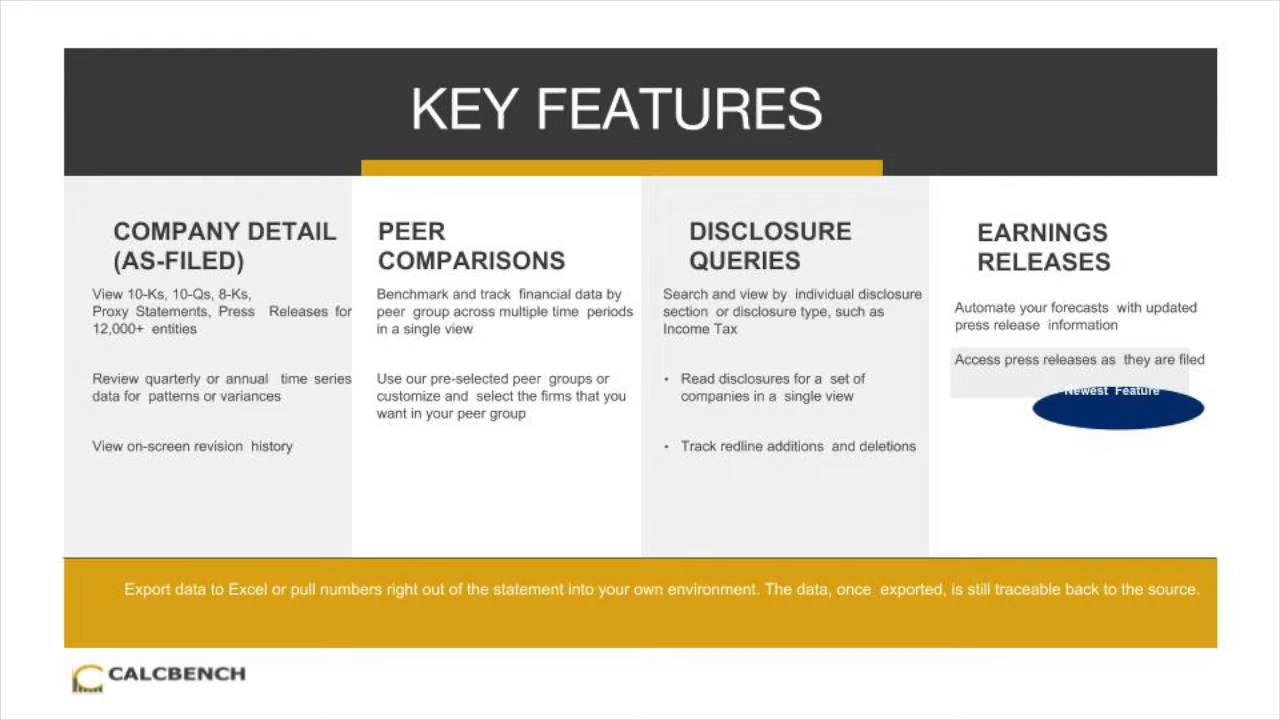 KEY FEATURES
COMPANY DETAIL
(AS-FILED)
View 10-Ks, 10-Qs, 8-Ks,
Proxy Statements, Press Releases for
12,000+ entities
Review quarterly or annual time series
data for patterns or variances
View on-screen revision history
PEER
COMPARISONS
Benchmark and track financial data by
peer group across multiple time periods
in a single view
Use our pre-selected peer groups or
customize and select the firms that you
want in your peer group
DISCLOSURE
QUERIES
Search and view by individual disclosure
section or disclosure type, such as
Income Tax
• Read disclosures for a set of
companies in a single view
• Track redline additions and deletions
EARNINGS
RELEASES
Automate your forecasts with updated
press release information
Access press releases as they are filed
Newest Feature
Export data to Excel or pull numbers right out of the statement into your own environment. The data, once exported, is still traceable back to the source.
CALCBENCH